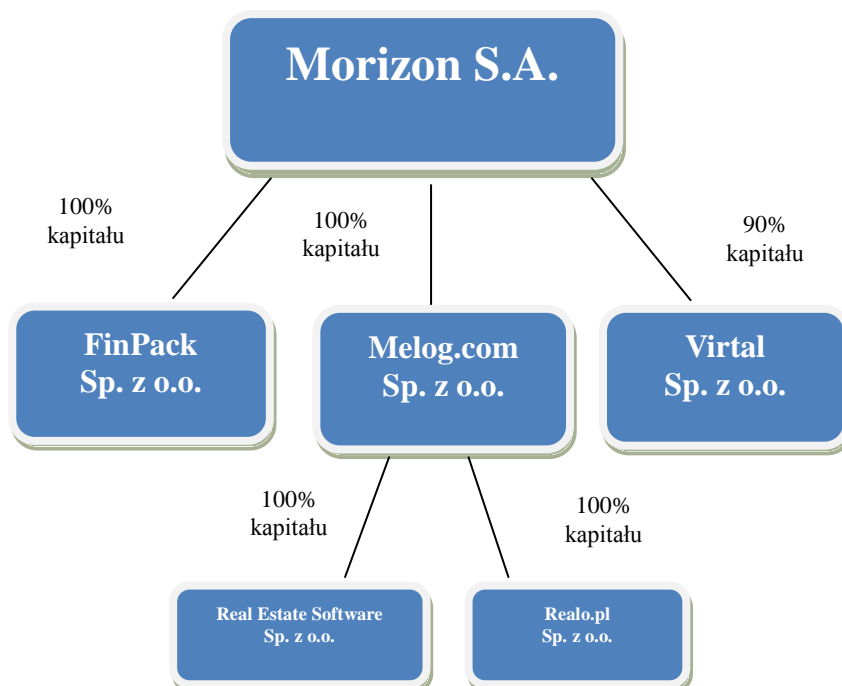 Morizon S.A.
100%
kapitału
100%
kapitału
90%
kapitału
FinPack
Sp. z o.o.
Melog.com
Sp. z o.o.
Virtal
Sp. z o.o.
100%
kapitału
100%
kapitału
Real Estate Software
Sp. z o.o.
Realo.pl
Sp. z o.o.